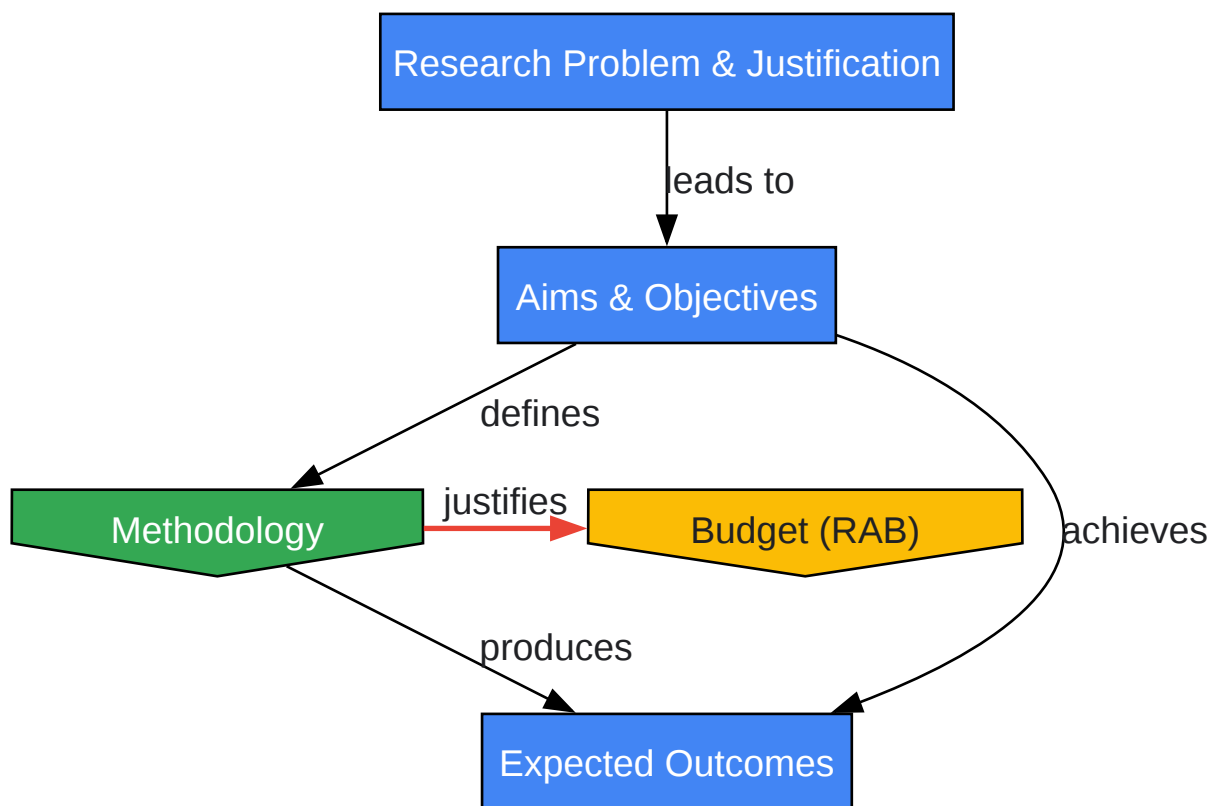 Research Problem & Justification
leads to
Aims & Objectives
defines
Methodology
justifies
Budget (RAB)
achieves
produces
Expected Outcomes